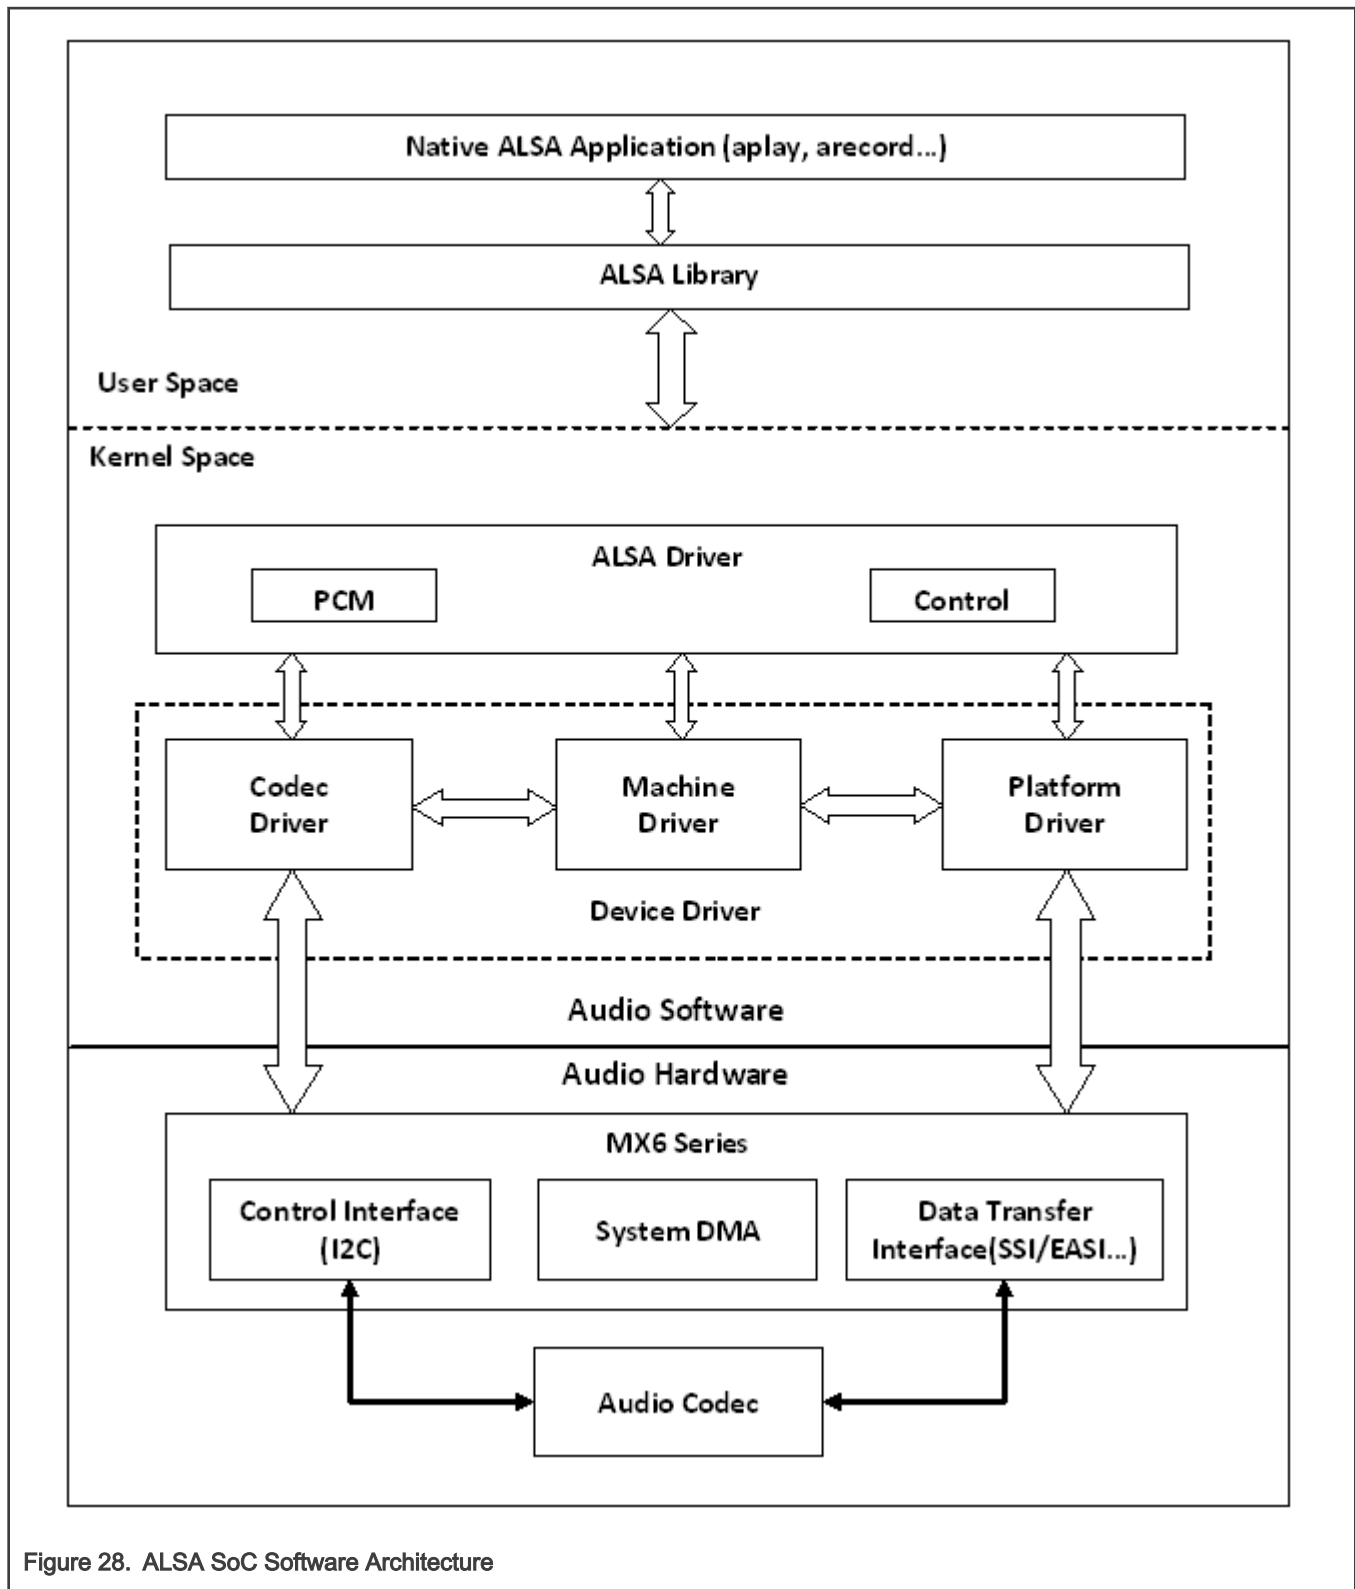 Native ALSA Application (aplay, arecord...)
ALSA Library
User Space
Kernel Space
ALSA Driver
PCM
Control
Codec
Driver
Machine
Driver
Platform
Driver
Device Driver
Audio Software
Audio Hardware
MX6 Series
Control Interface
(I2C)
System DMA
Data Transfer
Interface(SSI/EASI...)
Audio Codec
Figure 28. ALSA SoC Software Architecture